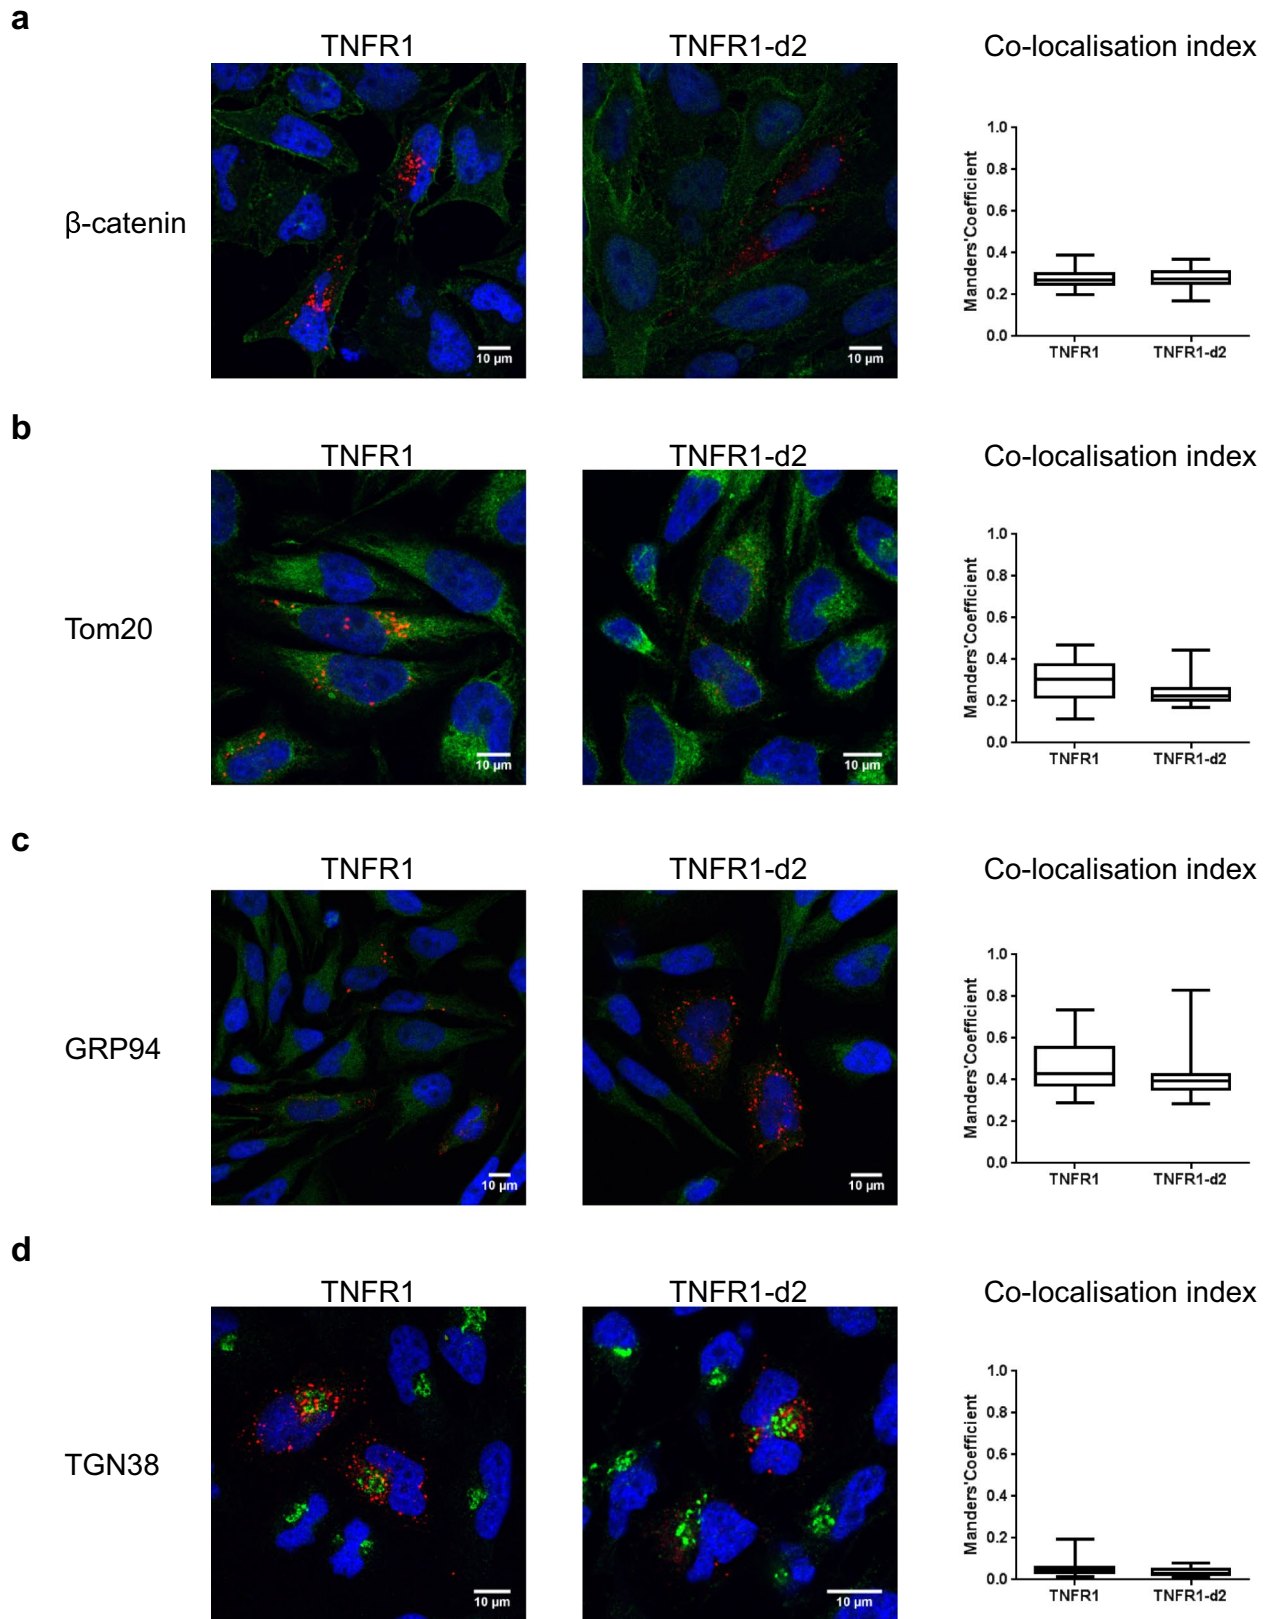 a
TNFR1 TNFR1-d2 Co-localisation index
β-catenin
10 µm
10 µm
Manders'Coefficient
1.0
0.8
0.6
0.4
0.2
0.0
TNFR1 TNFR1-d2
b
TNFR1 TNFR1-d2 Co-localisation index
Tom20
10 µm
10 µm
Manders'Coefficient
1.0
0.8
0.6
0.4
0.2
0.0
TNFR1 TNFR1-d2
c
TNFR1 TNFR1-d2 Co-localisation index
GRP94
10 µm
10 µm
Manders'Coefficient
1.0
0.8
0.6
0.4
0.2
0.0
TNFR1 TNFR1-d2
d
TNFR1 TNFR1-d2 Co-localisation index
TGN38
10 µm
10 µm
Manders'Coefficient
1.0
0.8
0.6
0.4
0.2
0.0
TNFR1 TNFR1-d2